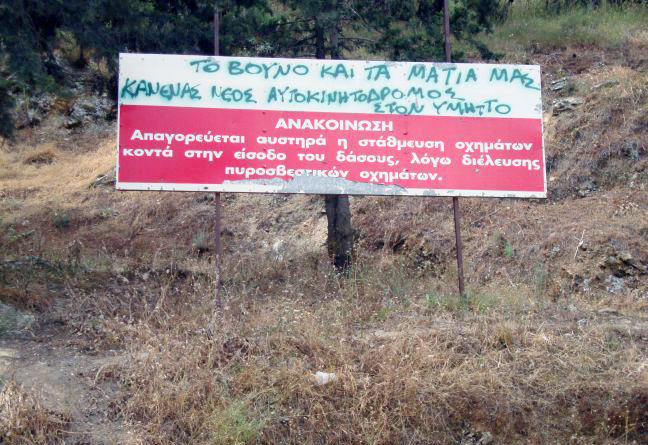 ΤΟ ΒΟΥΝΟ ΚΑΙ ΤΑ ΜΑΤΙΑ ΜΑΣ
ΚΑΝΕΝΑΣ ΝΕΟΣ ΑΥΤΟΚΙΝΗΤΟΔΡΟΜΟΣ
ΣΤΟΝ ΥΜΗΤΤΟ
ΑΝΑΚΟΙΝΩΣΗ
Απαγορεύεται αυστηρά η στάθμευση οχημάτων
κοντά στην είσοδο του δάσους, λόγω διέλευσης
πυροσβεστικών οχημάτων.